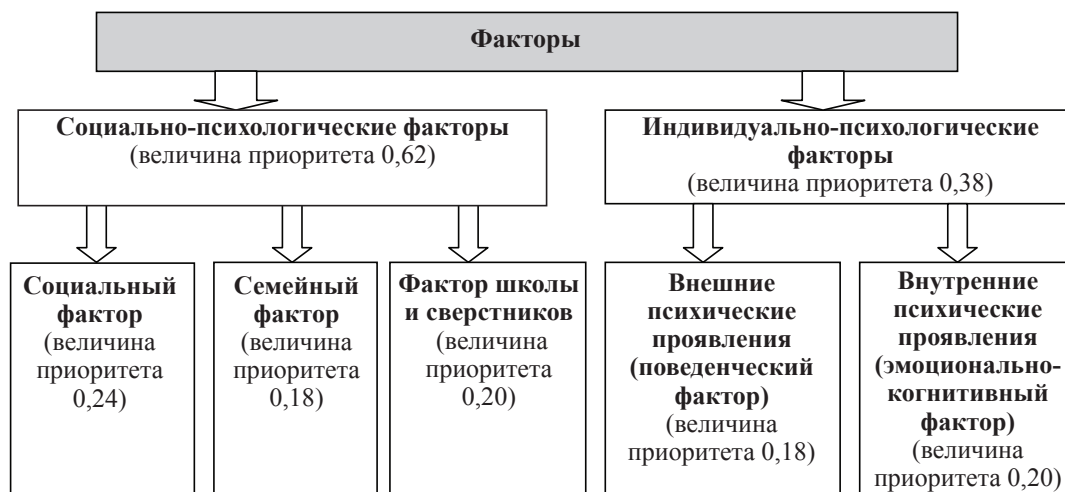 Факторы
Социально-психологические факторы
(величина приоритета 0,62)
Индивидуально-психологические
факторы
(величина приоритета 0,38)
Социальный
фактор
(величина
приоритета
0,24)
Семейный
фактор
(величина
приоритета
0,18)
Фактор школы
и сверстников
(величина
приоритета
0,20)
Внешние
психические
проявления
(поведенческий
фактор)
(величина
приоритета 0,18)
Внутренние
психические
проявления
(эмоционально-
когнитивный
фактор)
(величина
приоритета 0,20)